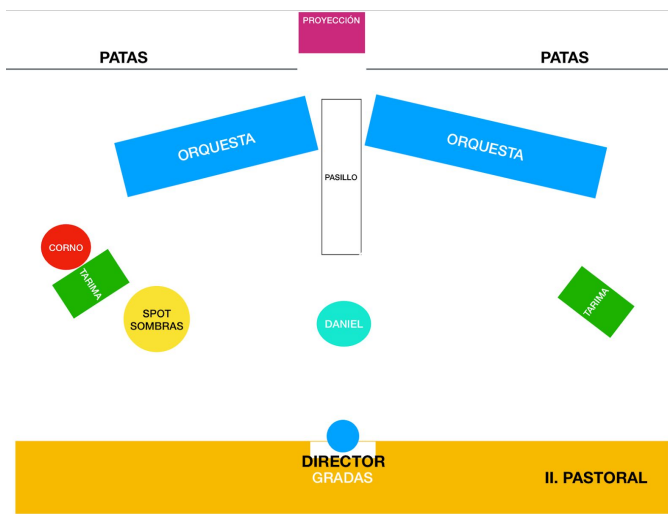 PROYECCIÓN
PATAS
PATAS
ORQUESTA
ORQUESTA
PASILLO
CORNO
TARIMA
SPOT
SOMBRAS
DANIEL
TARIMA
DIRECTOR
GRADAS
II. PASTORAL